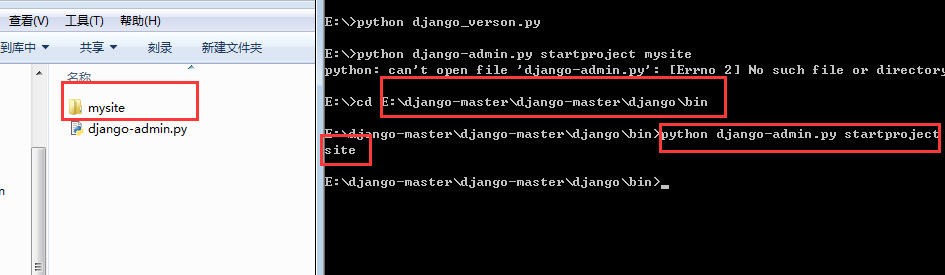 查看(V) 工具(T) 帮助(H)
到库中 共享 刻录 新建文件夹
名称
mysite
django-admin.py
n
E:\>python django_verson.py
E:\>python django-admin.py startproject mysite
python: can't open file 'django-admin.py': [Errno 2] No such file or directory
E:\>cd E:\django-master\django-master\django\bin
E:\django-master\django-master\django\bin>python django-admin.py startproject
site
E:\django-master\django-master\django\bin>_